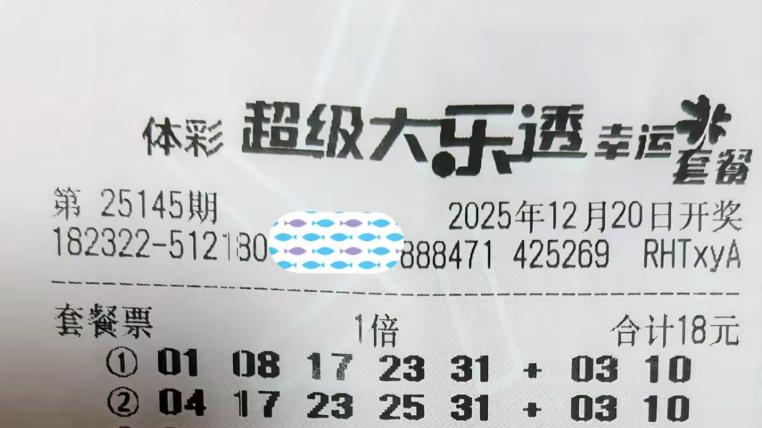 体彩 超级大乐透 幸运套餐
第 25145期 2025年12月20日开奖
182322-512180 888471 425269 RHTxyA
套餐票 1倍 合计18元
① 01 08 17 23 31 + 03 10
② 04 17 23 25 31 + 03 10